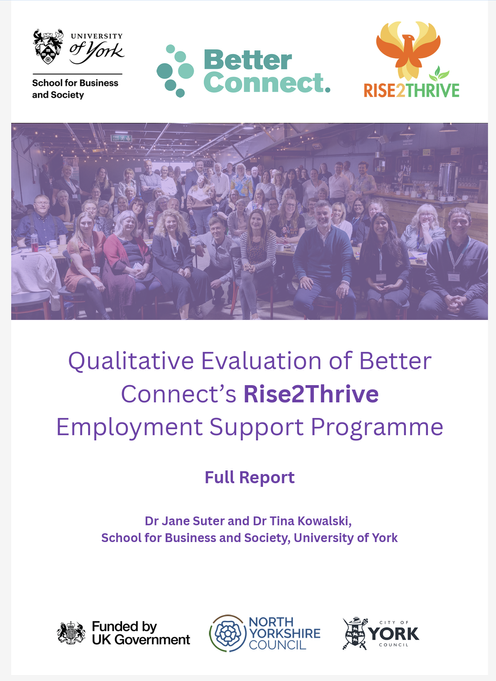 UNIVERSITY
of York
School for Business
and Society
Better
Connect.
RISE2THRIVE
Qualitative Evaluation of Better
Connect’s Rise2Thrive
Employment Support Programme
Full Report
Dr Jane Suter and Dr Tina Kowalski,
School for Business and Society, University of York
Funded by
UK Government
NORTH
YORKSHIRE
COUNCIL
CITY OF
YORK
COUNCIL